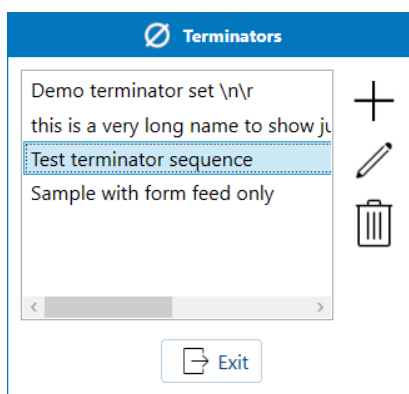 Terminators
Demo terminator set \n\r
this is a very long name to show
Test terminator sequence
Sample with form feed only
Exit